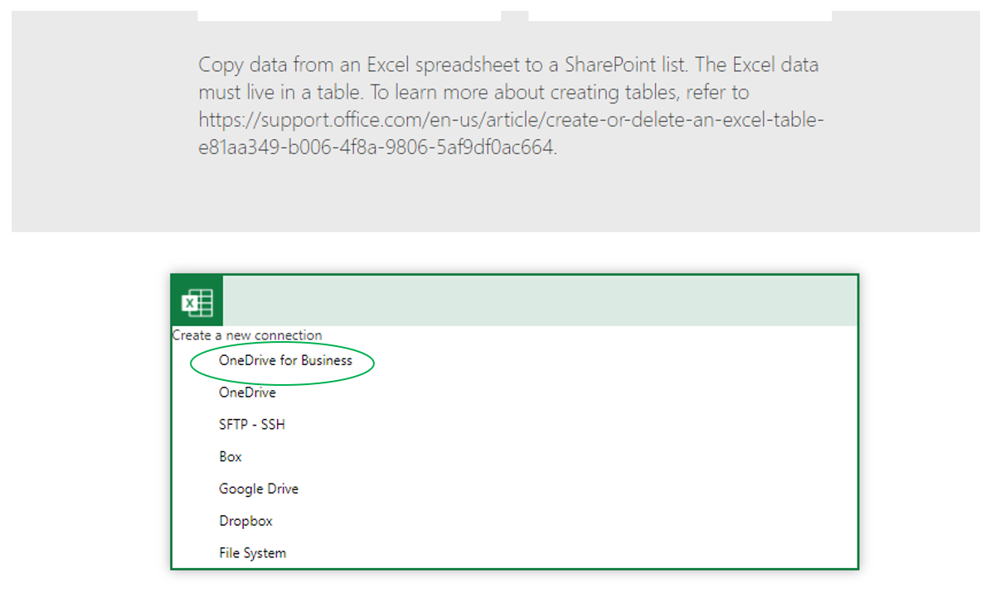 Copy data from an Excel spreadsheet to a SharePoint list. The Excel data
must live in a table. To learn more about creating tables, refer to
https://support.office.com/en-us/article/create-or-delete-an-excel-table-
e81aa349-b006-4f8a-9806-5af9df0ac664.
X
Create a new connection
OneDrive for Business
OneDrive
SFTP - SSH
Box
Google Drive
Dropbox
File System